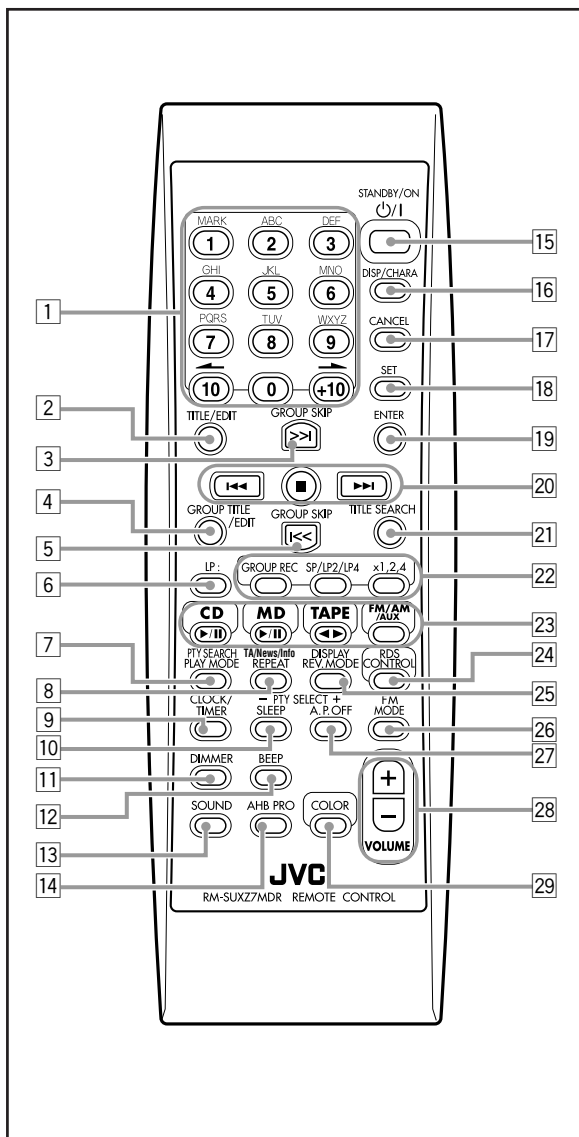 STANDBY/ON
⏻/I
MARK ABC DEF
1 2 3
15
DISP/CHARA
16
GHI JKL MNO
1
4 5 6
CANCEL
17
PQRS TUV WXYZ
7 8 9
SET
18
10 0 +10
2
TITLE/EDIT
GROUP SKIP
ENTER
>>I
19
3
20
4
GROUP TITLE
/EDIT
GROUP SKIP
TITLE SEARCH
I<<
21
5
6
LP :
GROUP REC SP/LP2/LP4 x1,2,4
22
CD MD TAPE FM/AM
/AUX
23
7
PTY SEARCH
PLAY MODE
TA/News/Info
REPEAT
DISPLAY
REV. MODE
RDS
CONTROL
24
8
25
CLOCK/
TIMER
– PTY SELECT +
SLEEP A. P. OFF
FM
MODE
9
26
10
27
11
DIMMER BEEP
+
–
VOLUME
28
12
SOUND AHB PRO COLOR
13
14
29
JVC
RM-SUXZ7MDR REMOTE CONTROL